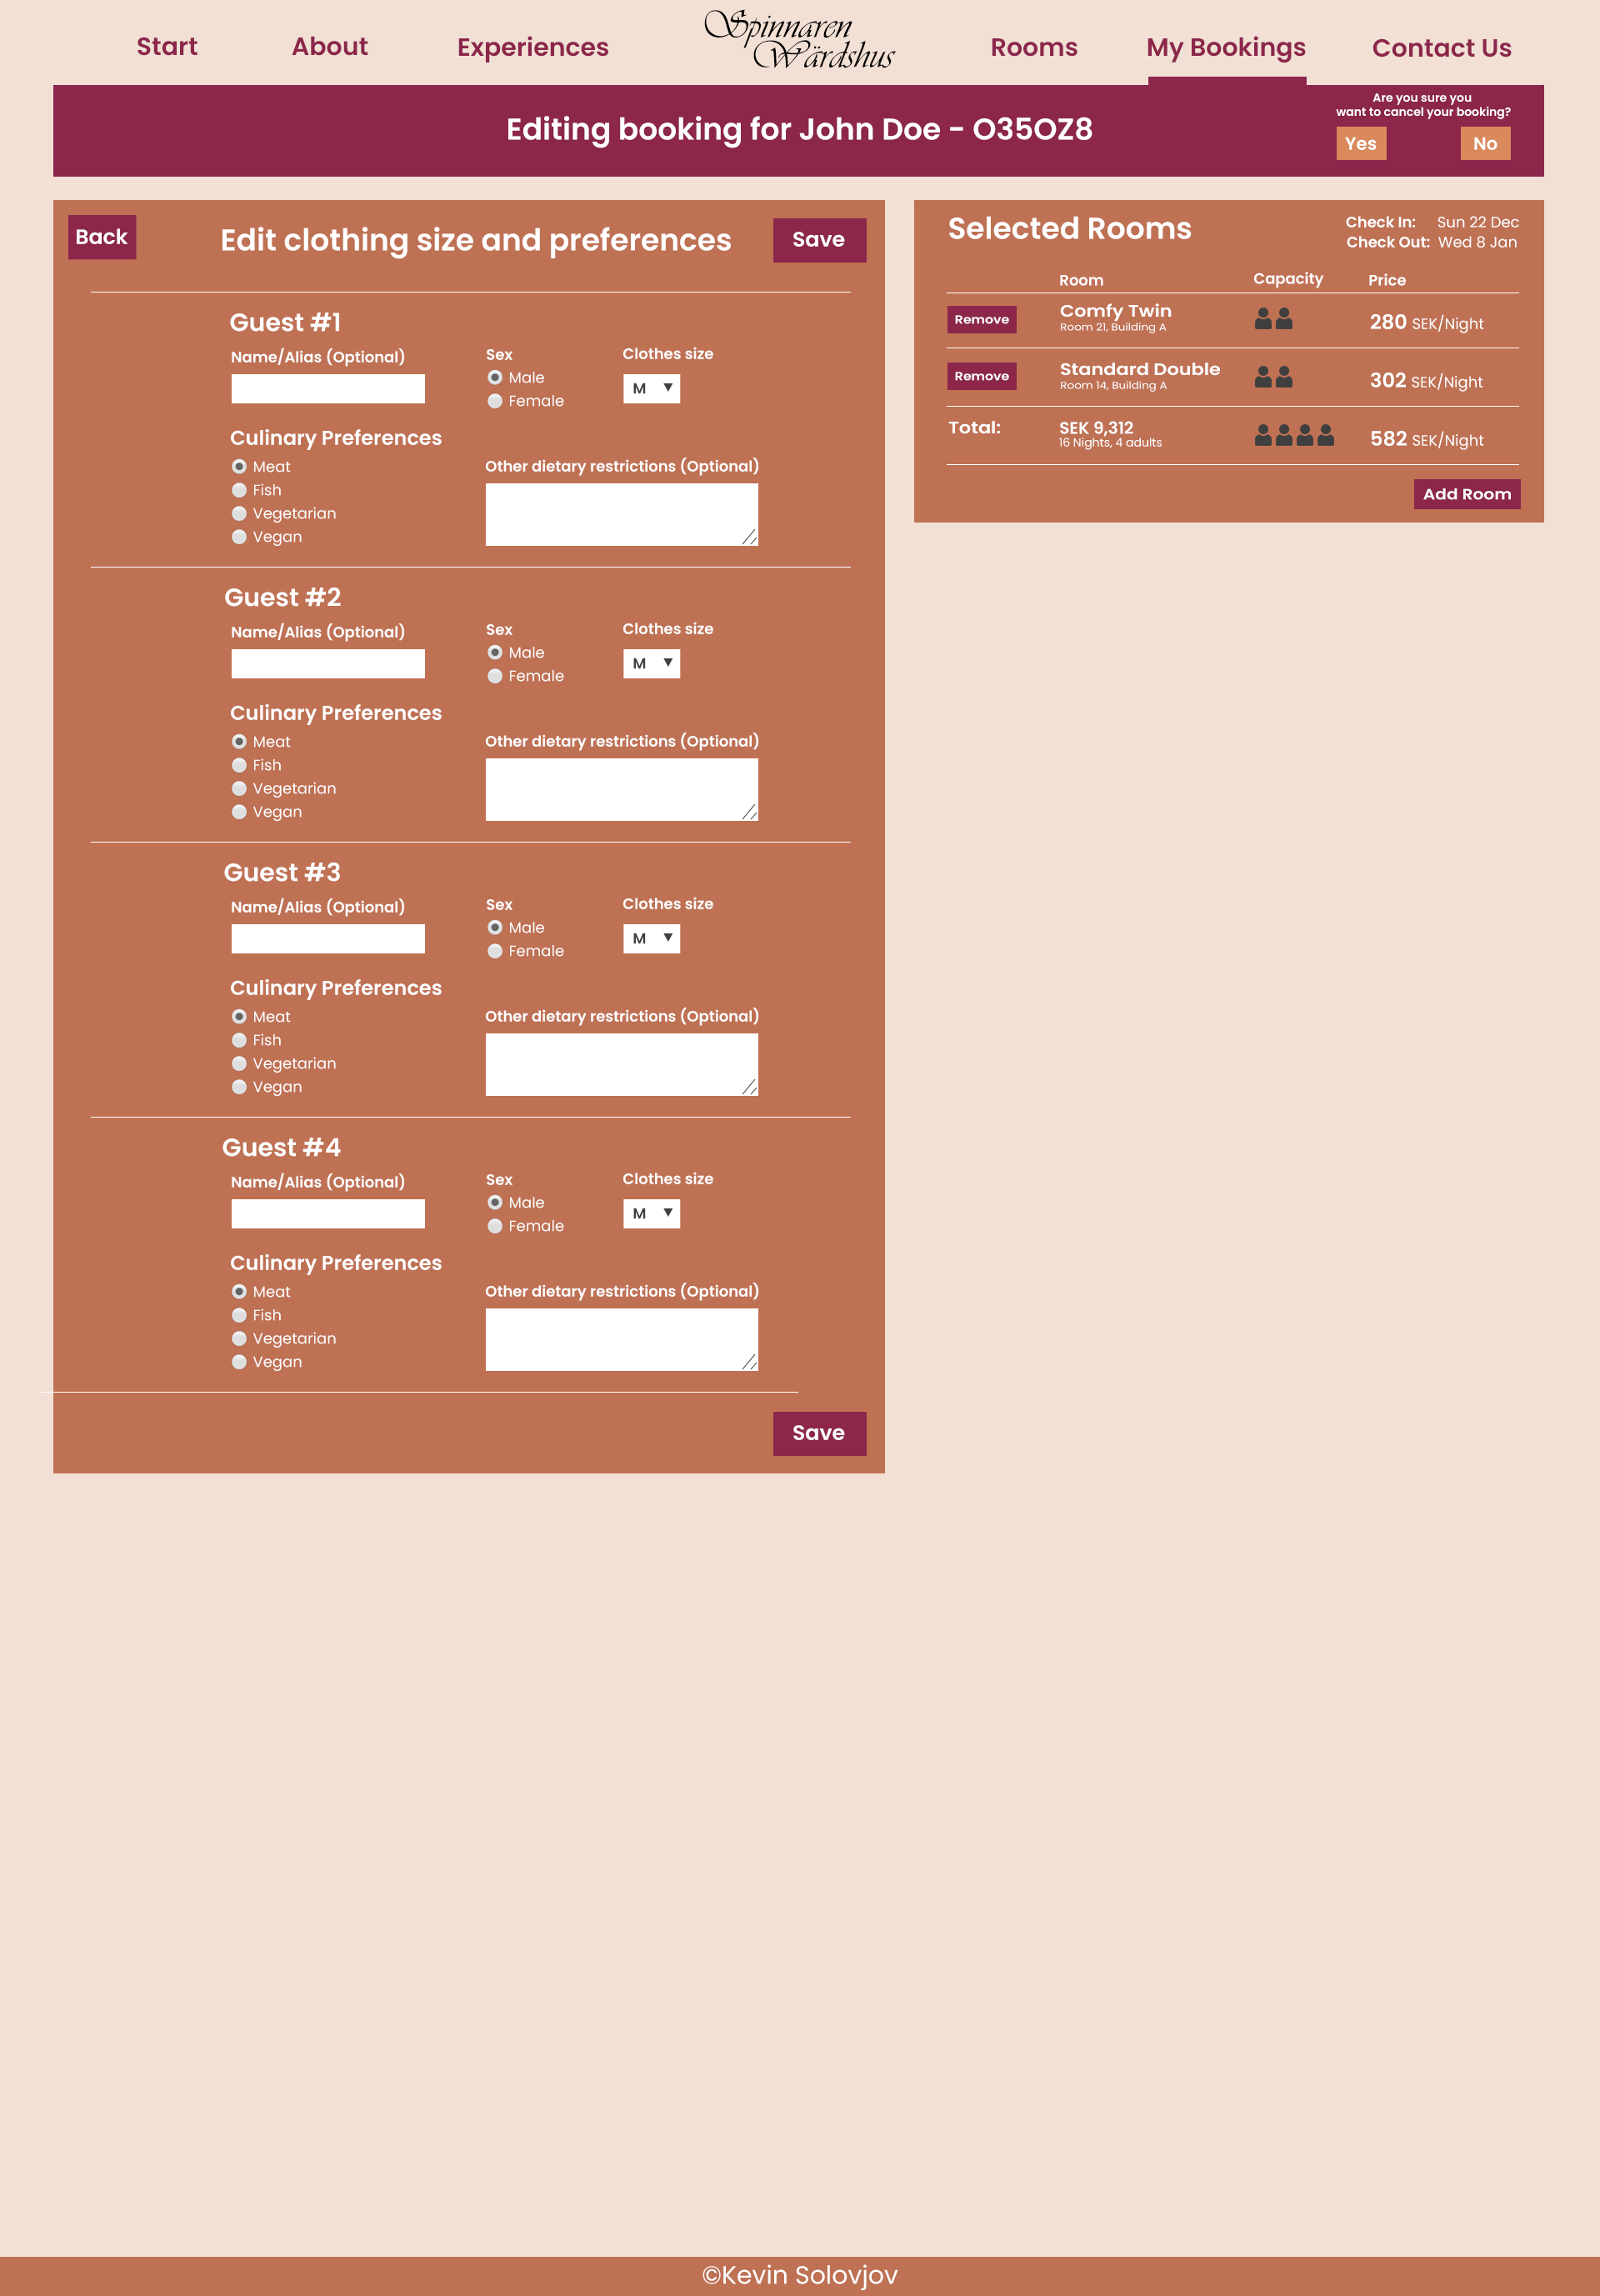 Start
About
Experiences
Spinnaren
Wärdshus
Rooms
My Bookings
Contact Us
Editing booking for John Doe - O35OZ8
Are you sure you
want to cancel your booking?
Yes
No
Back
Edit clothing size and preferences
Save
Guest #1
Name/Alias (Optional)
Sex
Clothes size
Male
Female
M
Culinary Preferences
Meat
Fish
Vegetarian
Vegan
Other dietary restrictions (Optional)
Guest #2
Name/Alias (Optional)
Sex
Clothes size
Male
Female
M
Culinary Preferences
Meat
Fish
Vegetarian
Vegan
Other dietary restrictions (Optional)
Guest #3
Name/Alias (Optional)
Sex
Clothes size
Male
Female
M
Culinary Preferences
Meat
Fish
Vegetarian
Vegan
Other dietary restrictions (Optional)
Guest #4
Name/Alias (Optional)
Sex
Clothes size
Male
Female
M
Culinary Preferences
Meat
Fish
Vegetarian
Vegan
Other dietary restrictions (Optional)
Save
Selected Rooms
Check In: Sun 22 Dec
Check Out: Wed 8 Jan
Room Capacity Price
Remove
Comfy Twin
Room 21, Building A
280 SEK/Night
Remove
Standard Double
Room 14, Building A
302 SEK/Night
Total:
SEK 9,312
16 Nights, 4 adults
582 SEK/Night
Add Room
©Kevin Solovjov